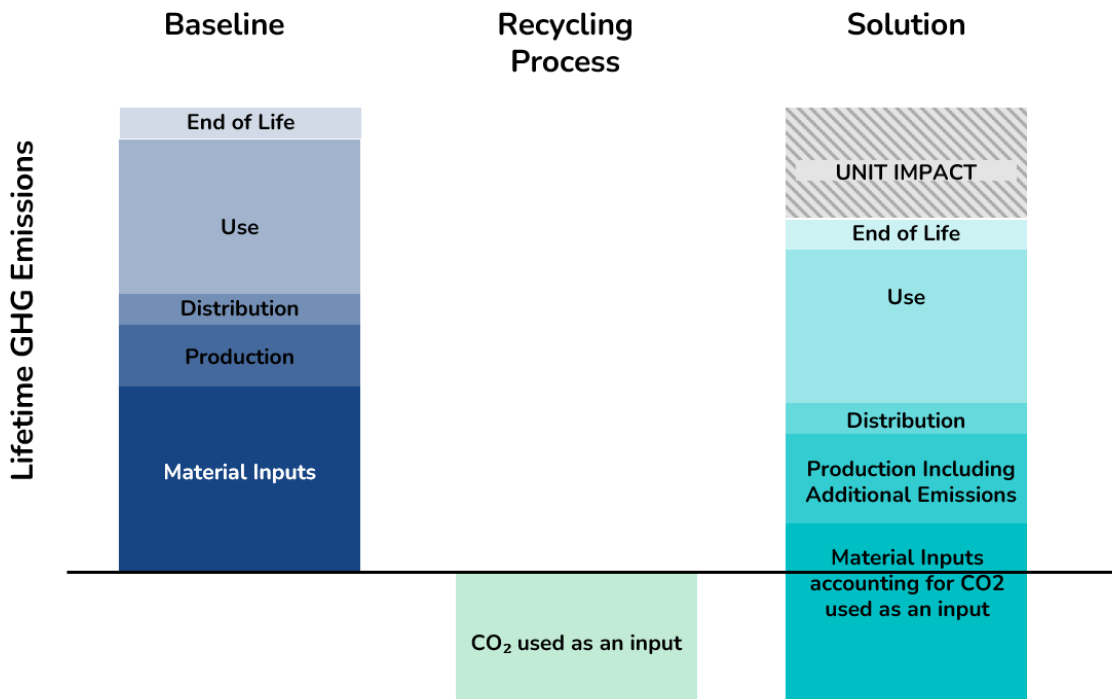 Baseline
Recycling
Process
Solution
Lifetime GHG Emissions
End of Life
Use
Distribution
Production
Material Inputs
CO₂ used as an input
UNIT IMPACT
End of Life
Use
Distribution
Production Including
Additional Emissions
Material Inputs
accounting for CO2
used as an input